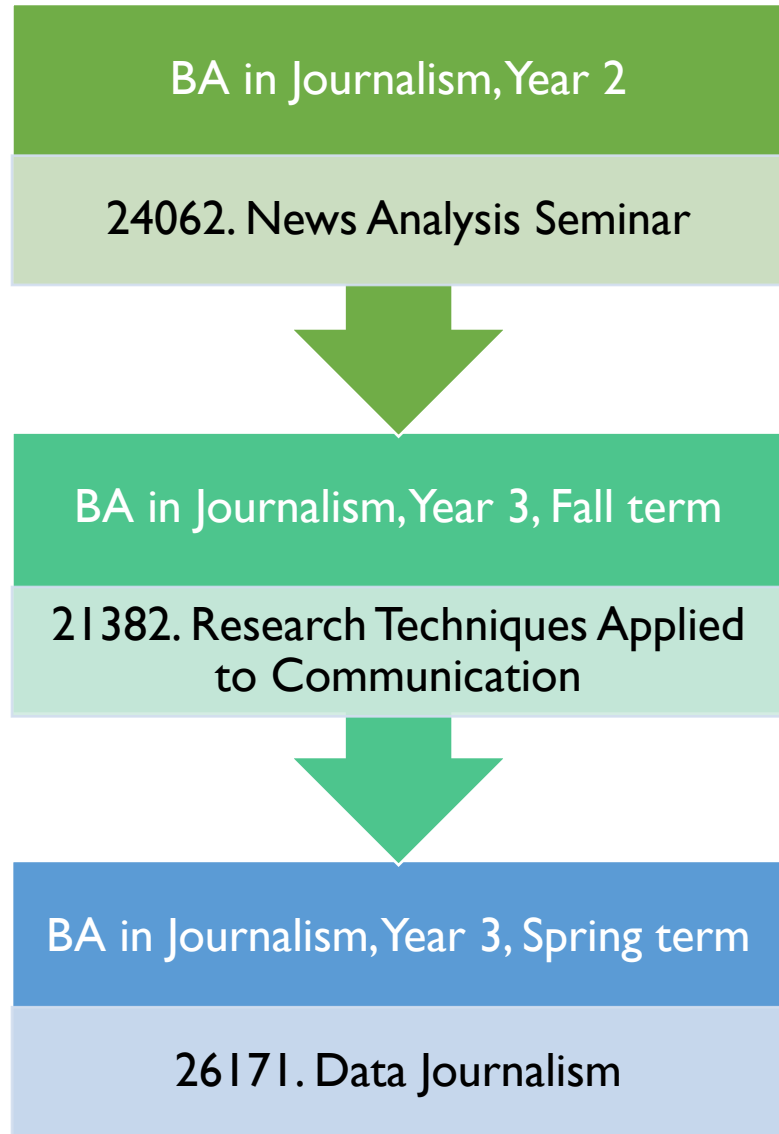 BA in Journalism, Year 2
24062. News Analysis Seminar
BA in Journalism, Year 3, Fall term
21382. Research Techniques Applied
to Communication
BA in Journalism, Year 3, Spring term
26171. Data Journalism